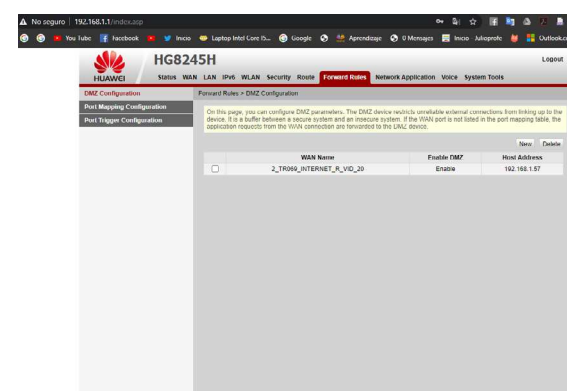 No seguro | 192.168.1.1/index.asp
You Tube Facebook Inicio Laptop Intel Core i5... Google Aprendizaje 0 Mensajes Inicio - Julioprofe Outlook.co
HG8245H
Logout
HUAWEI
Status WAN LAN IPv6 WLAN Security Route Forward Rules Network Application Voice System Tools
DMZ Configuration
Forward Rules > DMZ Configuration
Port Mapping Configuration
Port Trigger Configuration
On this page, you can configure DMZ parameters. The DMZ device restricts unreliable external connections from linking up to the
device. It is a buffer between a secure system and an insecure system. If the WAN port is not listed in the port mapping table, the
application requests from the WAN connection are forwarded to the DMZ device.
New Delete
WAN Name Enable DMZ Host Address
2_TR069_INTERNET_R_VID_20 Enable 192.168.1.57